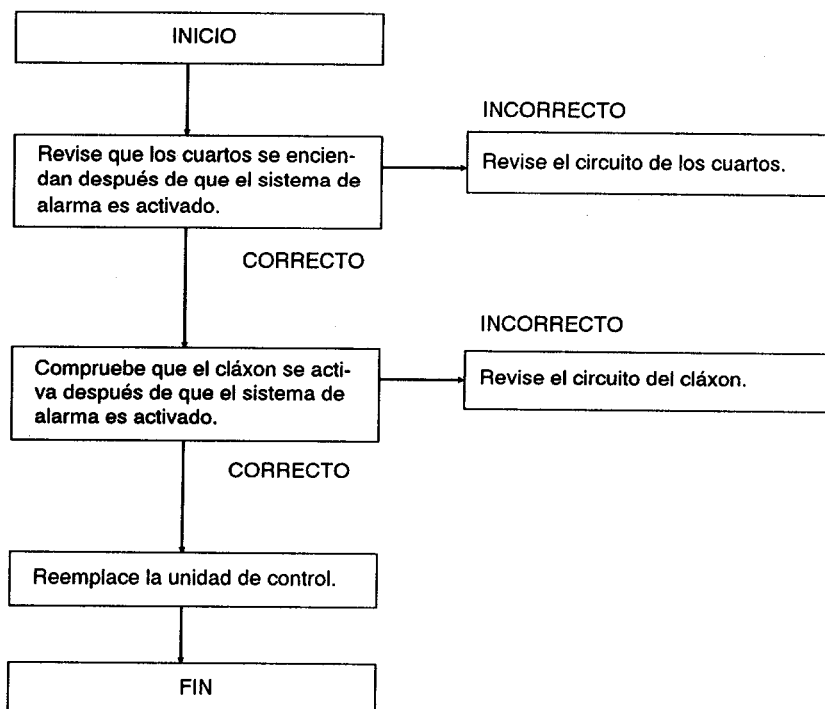 INICIO
INCORRECTO
Revise que los cuartos se encien-
dan después de que el sistema de
alarma es activado.
Revise el circuito de los cuartos.
CORRECTO
INCORRECTO
Compruebe que el cláxon se acti-
va después de que el sistema de
alarma es activado.
Revise el circuito del cláxon.
CORRECTO
Reemplace la unidad de control.
FIN